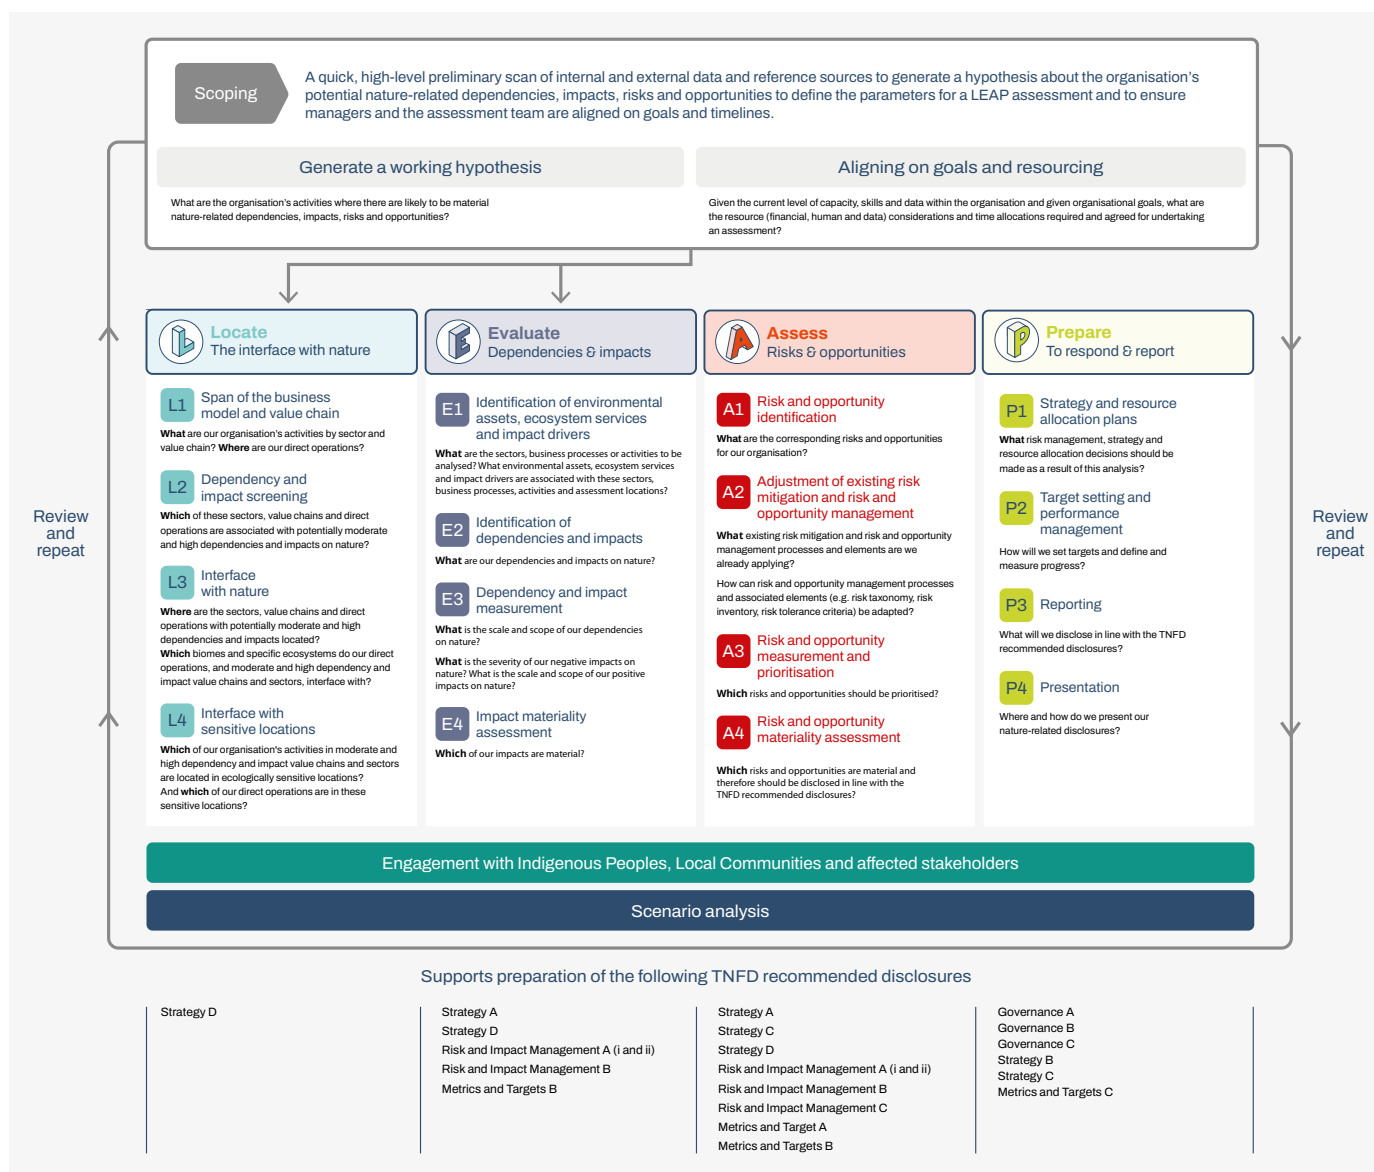 Scoping
A quick, high-level preliminary scan of internal and external data and reference sources to generate a hypothesis about the organisation's
potential nature-related dependencies, impacts, risks and opportunities to define the parameters for a LEAP assessment and to ensure
managers and the assessment team are aligned on goals and timelines.
Generate a working hypothesis
What are the organisation's activities where there are likely to be material
nature-related dependencies, impacts, risks and opportunities?
Aligning on goals and resourcing
Given the current level of capacity, skills and data within the organisation and given organisational goals, what are
the resource (financial, human and data) considerations and time allocations required and agreed for undertaking
an assessment?
Review
and
repeat
L
Locate
The interface with nature
L1
Span of the business
model and value chain
What are our organisation's activities by sector and
value chain? Where are our direct operations?
L2
Dependency and
impact screening
Which of these sectors, value chains and direct
operations are associated with potentially moderate
and high dependencies and impacts on nature?
L3
Interface
with nature
Where are the sectors, value chains and direct
operations with potentially moderate and high
dependencies and impacts located?
Which biomes and specific ecosystems do our direct
operations, and moderate and high dependency and
impact value chains and sectors, interface with?
L4
Interface with
sensitive locations
Which of our organisation's activities in moderate and
high dependency and impact value chains and sectors
are located in ecologically sensitive locations?
And which of our direct operations are in these
sensitive locations?
E
Evaluate
Dependencies & impacts
E1
Identification of environmental
assets, ecosystem services
and impact drivers
What are the sectors, business processes or activities to be
analysed? What environmental assets, ecosystem services
and impact drivers are associated with these sectors,
business processes, activities and assessment locations?
E2
Identification of
dependencies and impacts
What are our dependencies and impacts on nature?
E3
Dependency and impact
measurement
What is the scale and scope of our dependencies
on nature?
What is the severity of our negative impacts on
nature? What is the scale and scope of our positive
impacts on nature?
E4
Impact materiality
assessment
Which of our impacts are material?
A
Assess
Risks & opportunities
A1
Risk and opportunity
identification
What are the corresponding risks and opportunities
for our organisation?
A2
Adjustment of existing risk
mitigation and risk and
opportunity management
What existing risk mitigation and risk and opportunity
management processes and elements are we
already applying?
How can risk and opportunity management processes
and associated elements (e.g. risk taxonomy, risk
inventory, risk tolerance criteria) be adapted?
A3
Risk and opportunity
measurement and
prioritisation
Which risks and opportunities should be prioritised?
A4
Risk and opportunity
materiality assessment
Which risks and opportunities are material and
therefore should be disclosed in line with the
TNFD recommended disclosures?
P
Prepare
To respond & report
P1
Strategy and resource
allocation plans
What risk management, strategy and
resource allocation decisions should be
made as a result of this analysis?
P2
Target setting and
performance
management
How will we set targets and define and
measure progress?
P3
Reporting
What will we disclose in line with the TNFD
recommended disclosures?
P4
Presentation
Where and how do we present our
nature-related disclosures?
Review
and
repeat
Engagement with Indigenous Peoples, Local Communities and affected stakeholders
Scenario analysis
Supports preparation of the following TNFD recommended disclosures
Strategy D
Strategy A
Strategy D
Risk and Impact Management A (i and ii)
Risk and Impact Management B
Metrics and Targets B
Strategy A
Strategy C
Strategy D
Risk and Impact Management A (i and ii)
Risk and Impact Management B
Risk and Impact Management C
Metrics and Target A
Metrics and Targets B
Governance A
Governance B
Governance C
Strategy B
Strategy C
Metrics and Targets C